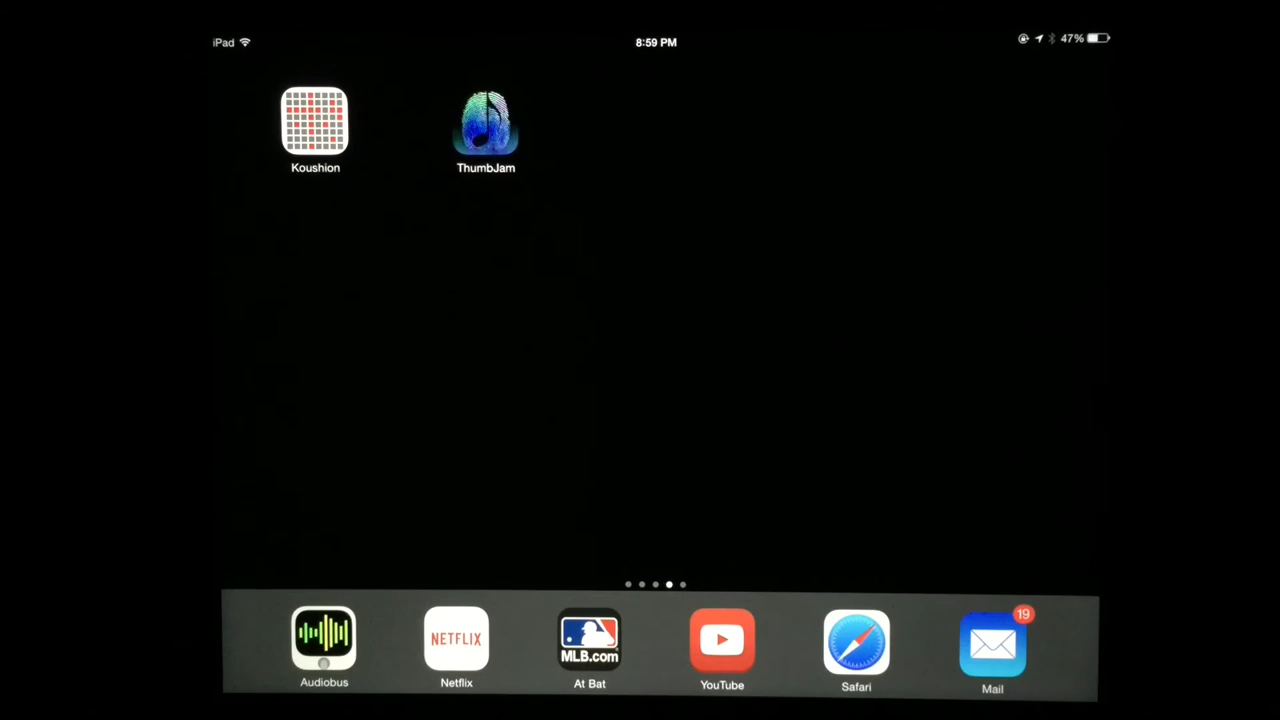 iPad
8:59 PM
47%
Koushion
ThumbJam
NETFLIX
MLB.com
19
Audiobus
Netflix
At Bat
YouTube
Safari
Mail